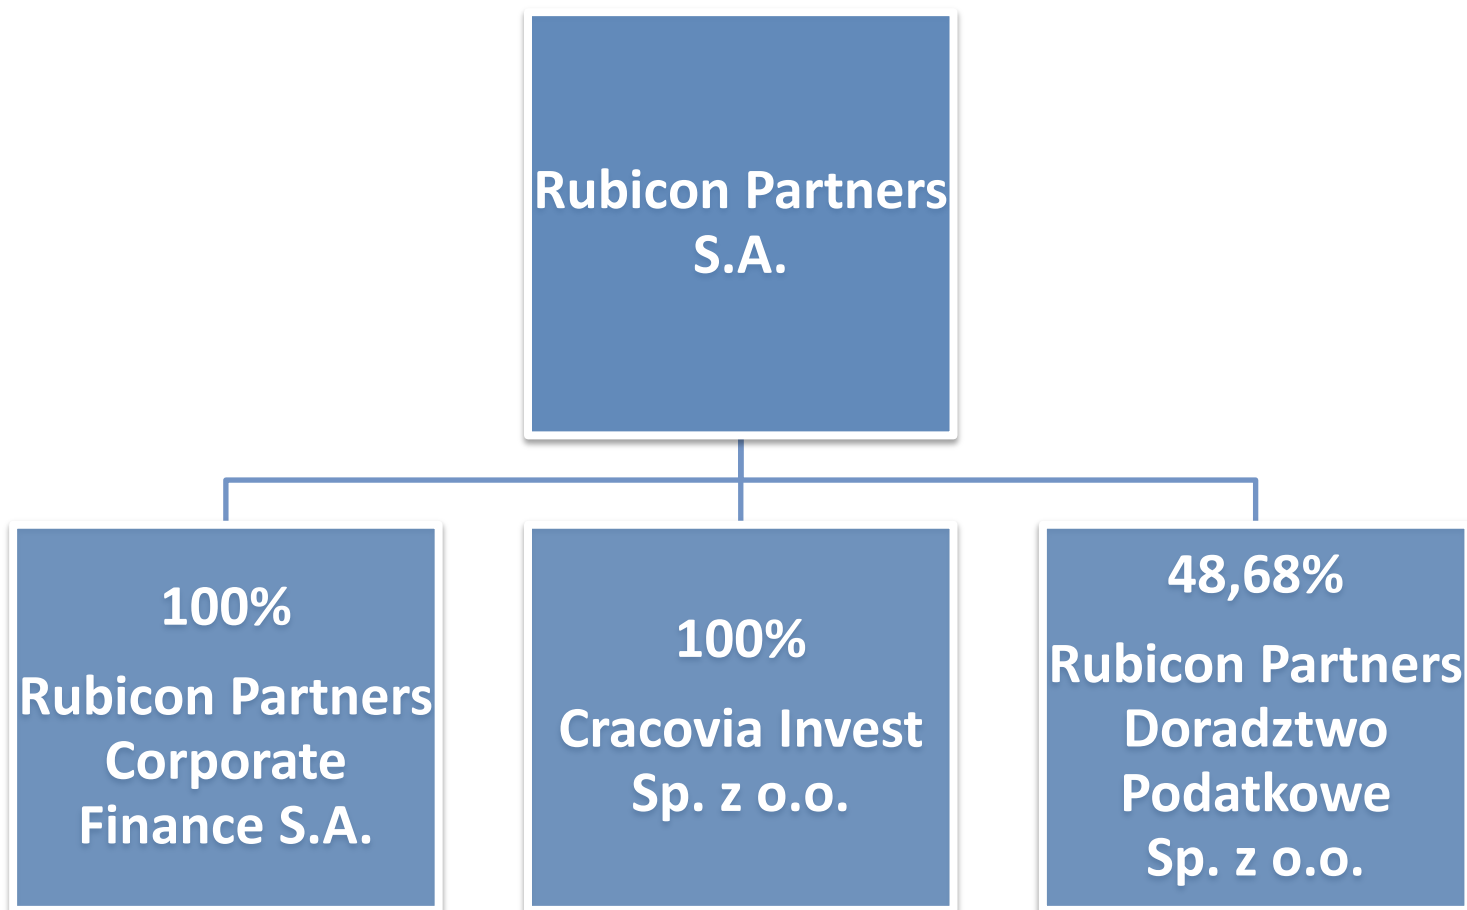 Rubicon Partners
S.A.
100%
Rubicon Partners
Corporate
Finance S.A.
100%
Cracovia Invest
Sp. z o.o.
48,68%
Rubicon Partners
Doradztwo
Podatkowe
Sp. z o.o.